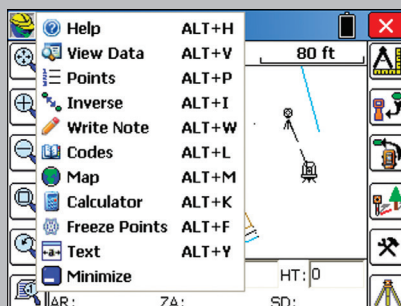 Help ALT+H
View Data ALT+V
Points ALT+P
Inverse ALT+I
Write Note ALT+W
Codes ALT+L
Map ALT+M
Calculator ALT+K
Freeze Points ALT+F
Text ALT+Y
Minimize
80 ft
HT: 0
AR: ZA: SD: